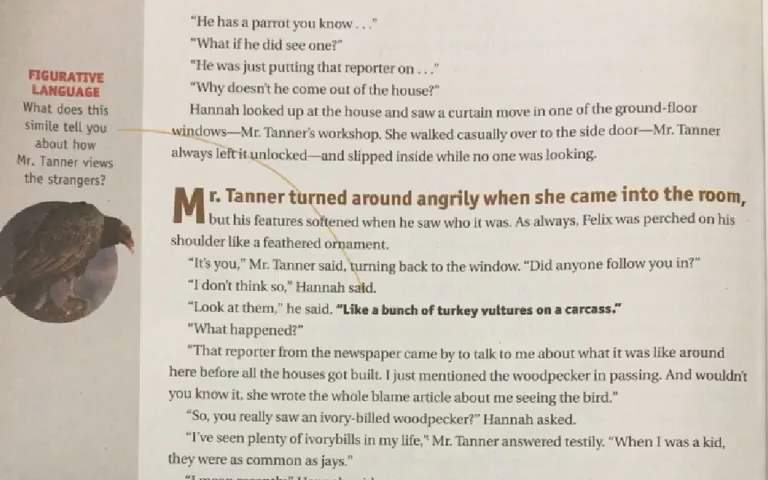 "He has a parrot you know . . ."
"What if he did see one?"
"He was just putting that reporter on . . ."
"Why doesn't he come out of the house?"
Hannah looked up at the house and saw a curtain move in one of the ground-floor
windows—Mr. Tanner's workshop. She walked casually over to the side door—Mr. Tanner
always left it unlocked—and slipped inside while no one was looking.
FIGURATIVE
LANGUAGE
What does this
simile tell you
about how
Mr. Tanner views
the strangers?
Mr. Tanner turned around angrily when she came into the room,
but his features softened when he saw who it was. As always, Felix was perched on his
shoulder like a feathered ornament.
"It's you," Mr. Tanner said, turning back to the window. "Did anyone follow you in?"
"I don't think so," Hannah said.
"Look at them," he said. "Like a bunch of turkey vultures on a carcass."
"What happened?"
"That reporter from the newspaper came by to talk to me about what it was like around
here before all the houses got built. I just mentioned the woodpecker in passing. And wouldn't
you know it, she wrote the whole blame article about me seeing the bird."
"So, you really saw an ivory-billed woodpecker?" Hannah asked.
"I've seen plenty of ivorybills in my life," Mr. Tanner answered testily. "When I was a kid,
they were as common as jays."